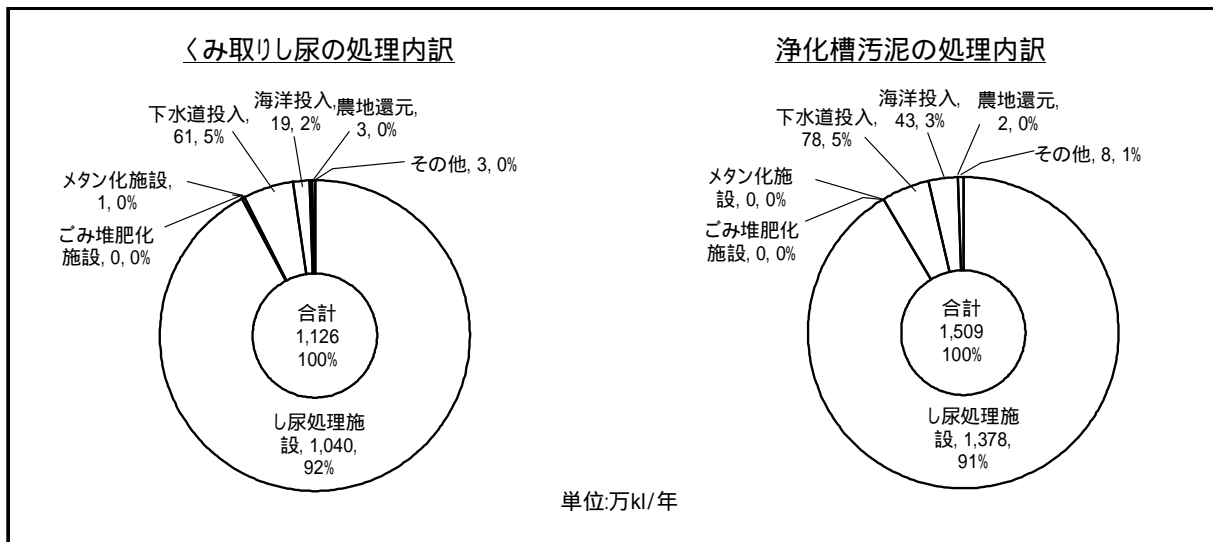 くみ取りし尿の処理内訳
下水道投入,
61, 5%
海洋投入,
19, 2%
農地還元,
3, 0%
その他, 3, 0%
メタン化施設,
1, 0%
ごみ堆肥化
施設, 0, 0%
合計
1,126
100%
し尿処理施
設, 1,040,
92%
浄化槽汚泥の処理内訳
下水道投入,
78, 5%
海洋投入,
43, 3%
農地還元,
2, 0%
その他, 8, 1%
メタン化施
設, 0, 0%
ごみ堆肥化
施設, 0, 0%
合計
1,509
100%
し尿処理施
設, 1,378,
91%
単位:万kl/年